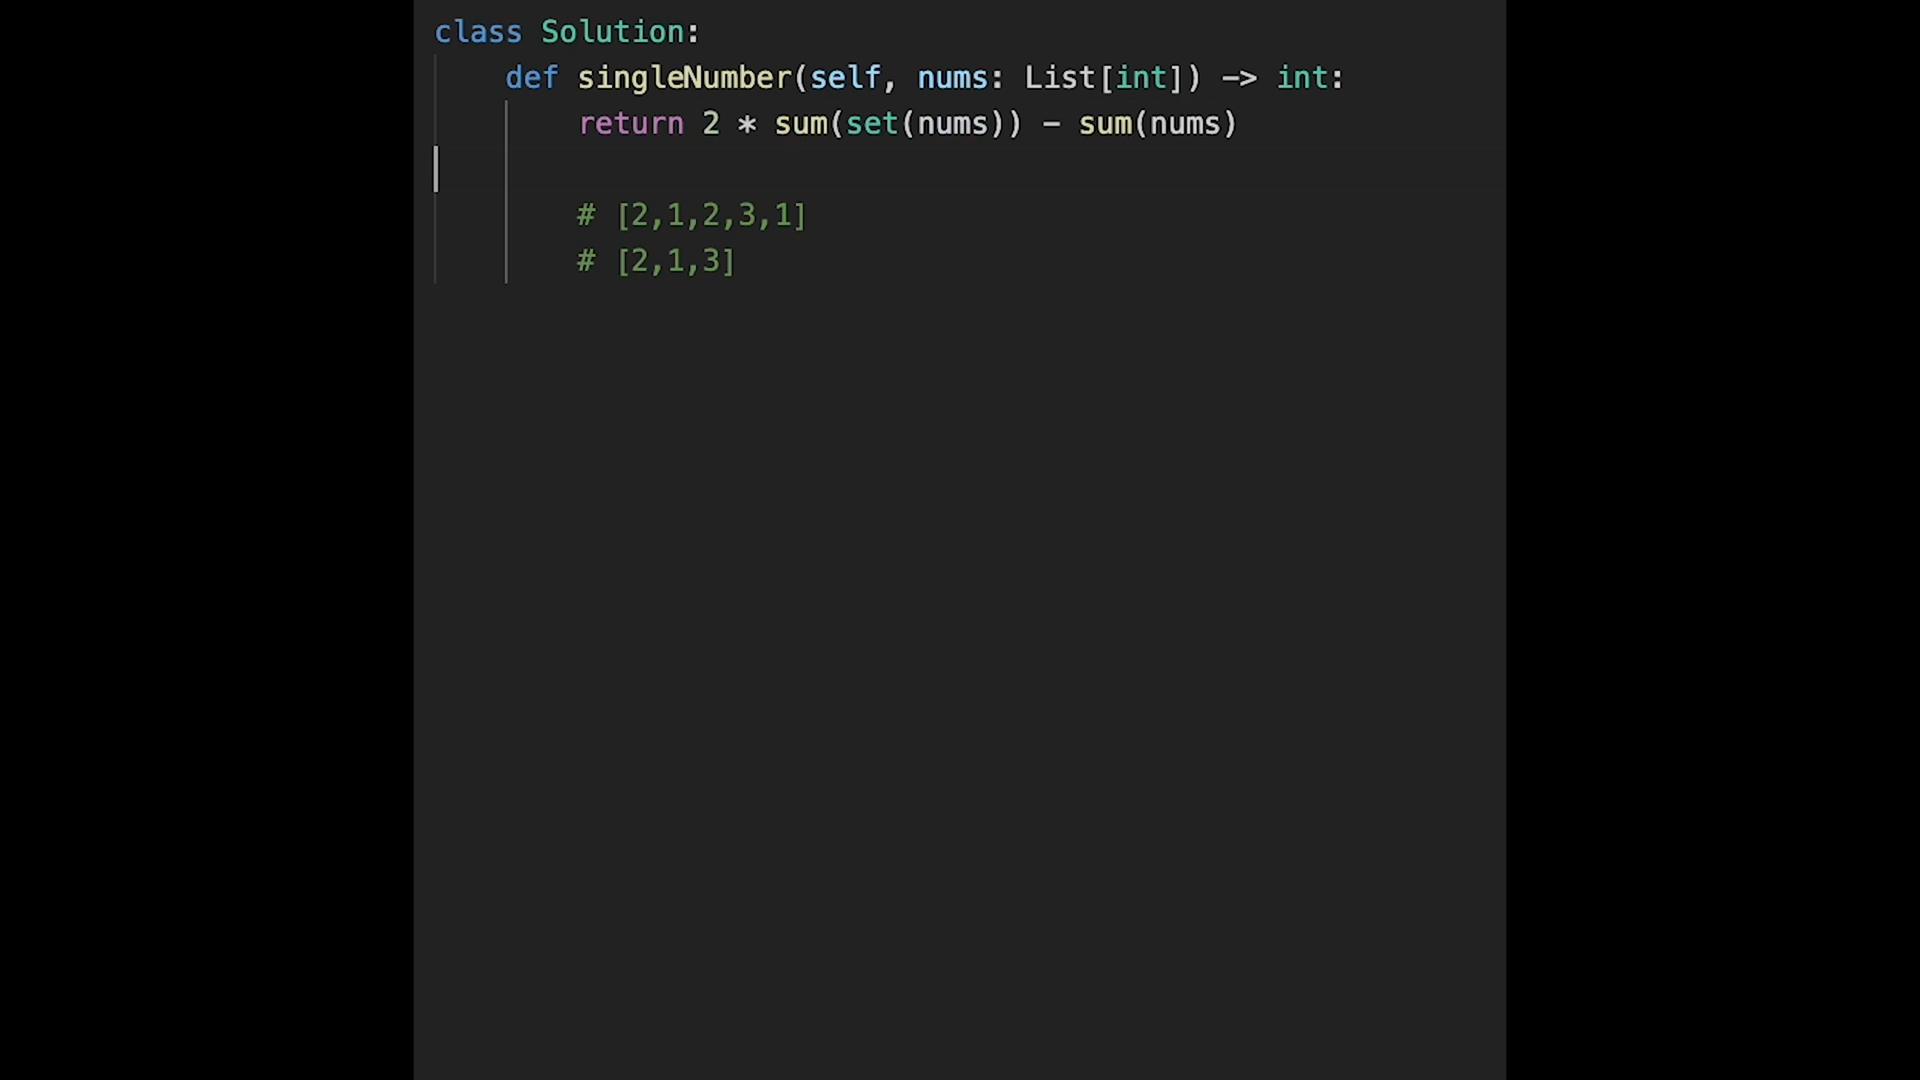 class Solution:
    def singleNumber(self, nums: List[int]) -> int:
        return 2 * sum(set(nums)) - sum(nums)
        # [2,1,2,3,1]
        # [2,1,3]